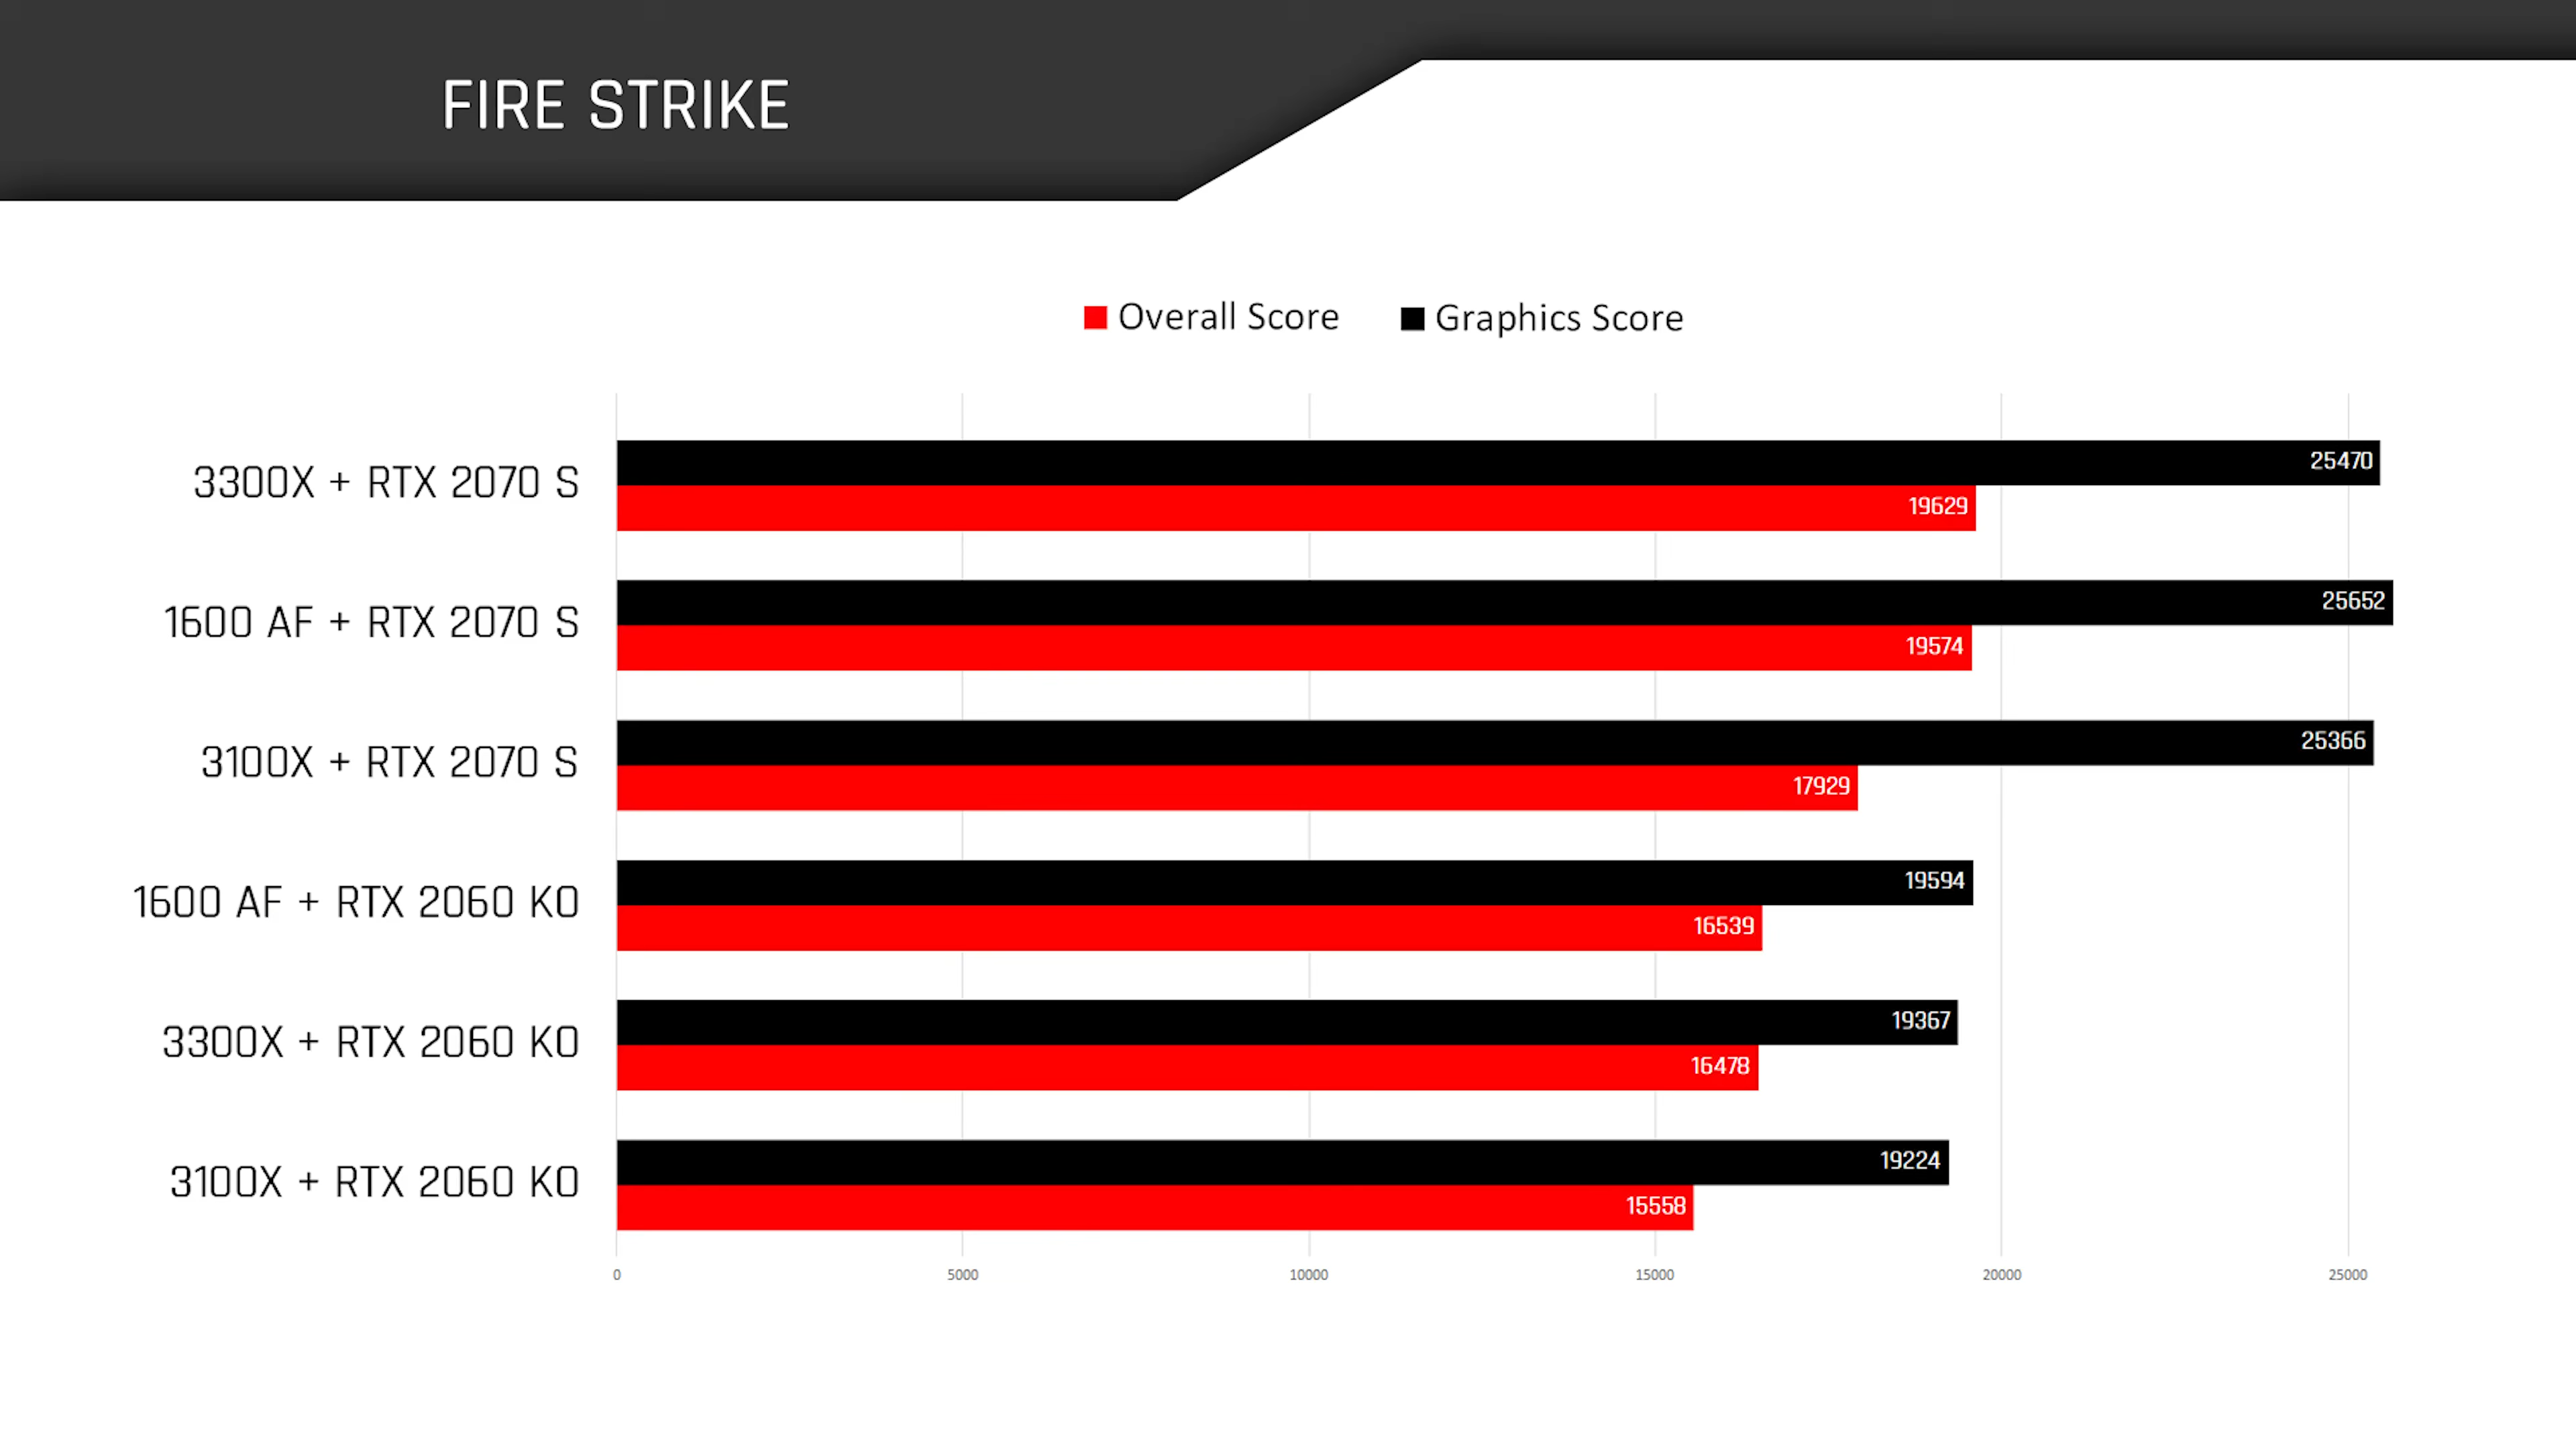 FIRE STRIKE
Overall Score Graphics Score
3300X + RTX 2070 S
25470
19629
1600 AF + RTX 2070 S
25652
19574
3100X + RTX 2070 S
25366
17929
1600 AF + RTX 2060 KO
19594
16539
3300X + RTX 2060 KO
19367
16478
3100X + RTX 2060 KO
19224
15558
0 5000 10000 15000 20000 25000